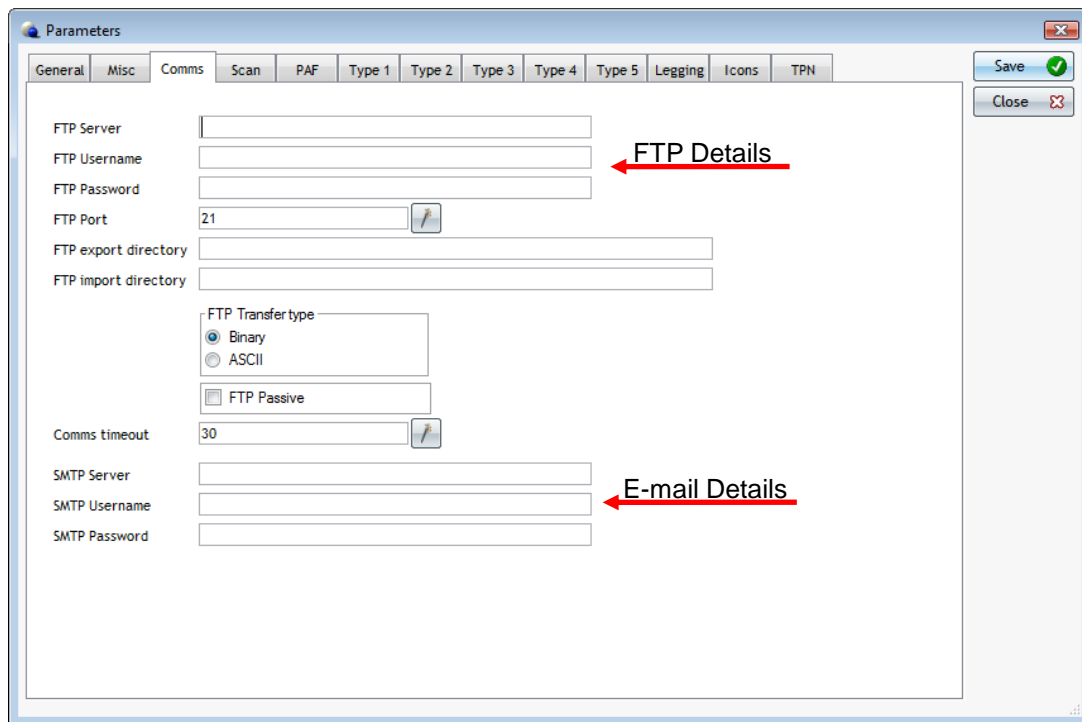 Parameters
General Misc Comms Scan PAF Type 1 Type 2 Type 3 Type 4 Type 5 Legging Icons TPN
Save
Close
FTP Server
FTP Username
FTP Details
FTP Password
FTP Port 21
FTP export directory
FTP import directory
FTP Transfer type
Binary
ASCII
FTP Passive
Comms timeout 30
SMTP Server
E-mail Details
SMTP Username
SMTP Password